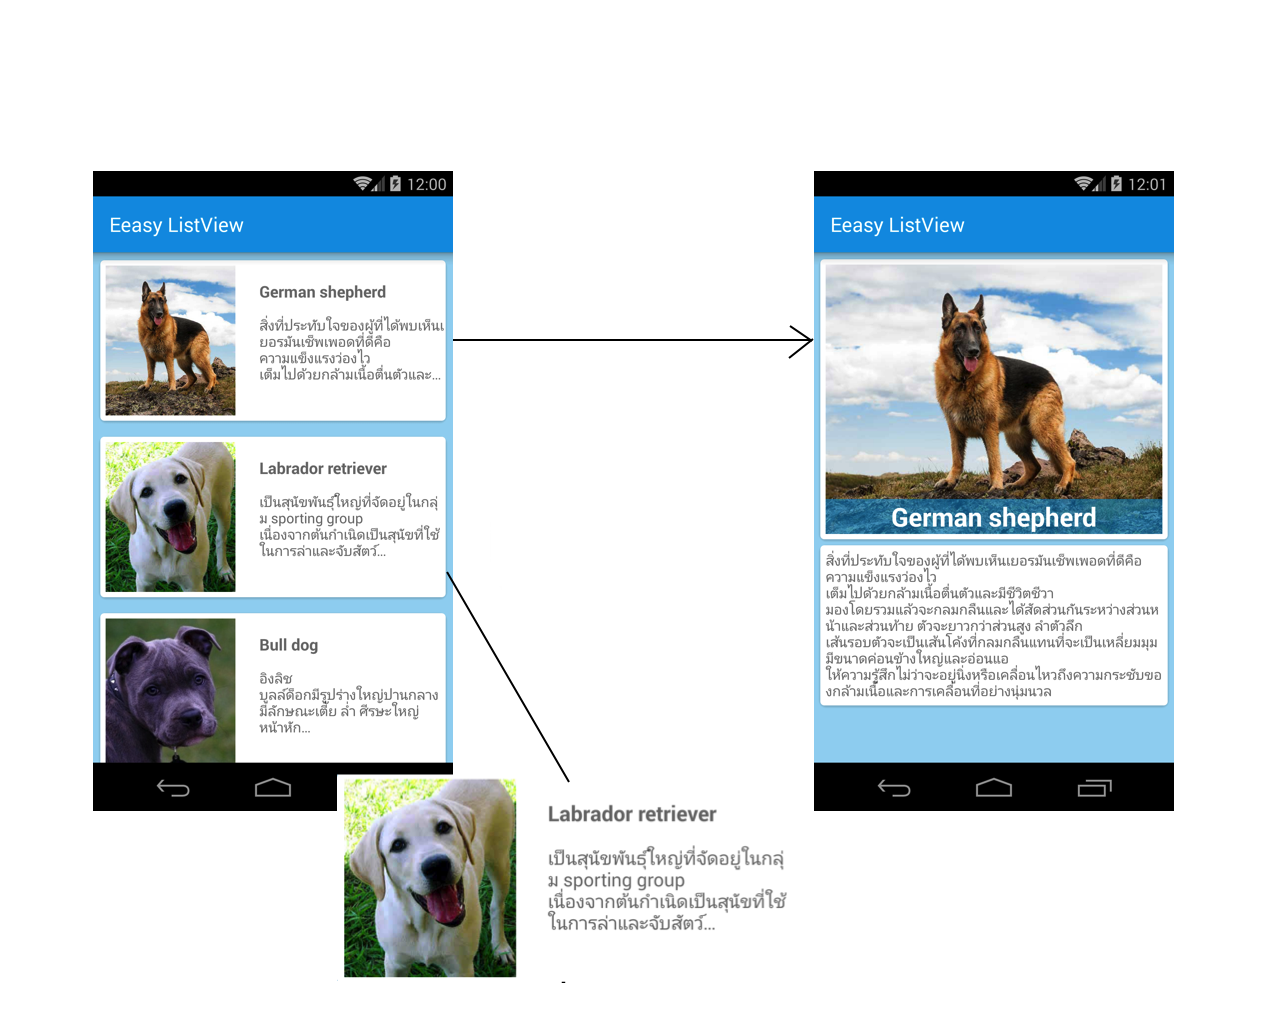 12:00
Eeasy ListView
German shepherd
สิ่งที่ประทับใจของผู้ที่ได้พบเห็นเ
ยอรมันเช็พเพอดที่ดีคือ
ความแข็งแรงว่องไว
เต็มไปด้วยกล้ามเนื้อตื่นตัวและ...
Labrador retriever
เป็นสุนัขพันธุ์ใหญ่ที่จัดอยู่ในกลุ่
ม sporting group
เนื่องจากต้นกำเนิดเป็นสุนัขที่ใช้
ในการล่าและจับสัตว์...
Bull dog
อิงลิช
บูลล์ด็อกมีรูปร่างใหญ่ปานกลาง
มีลักษณะเตี้ย ล่ำ ศีรษะใหญ่
หน้าหัก...
Labrador retriever
เป็นสุนัขพันธุ์ใหญ่ที่จัดอยู่ในกลุ่
ม sporting group
เนื่องจากต้นกำเนิดเป็นสุนัขที่ใช้
ในการล่าและจับสัตว์...
12:01
Eeasy ListView
German shepherd
สิ่งที่ประทับใจของผู้ที่ได้พบเห็นเยอรมันเช็พเพอดที่ดีคือ
ความแข็งแรงว่องไว
เต็มไปด้วยกล้ามเนื้อตื่นตัวและมีชีวิตชีวา
มองโดยรวมแล้วจะกลมกลืนและได้สัดส่วนกันระหว่างส่วนห
น้าและส่วนท้าย ตัวจะยาวกว่าส่วนสูง ลำตัวลึก
เส้นรอบตัวจะเป็นเส้นโค้งที่กลมกลืนแทนที่จะเป็นเหลี่ยมมุม
มีขนาดค่อนข้างใหญ่และอ่อนแอ
ให้ความรู้สึกไม่ว่าจะอยู่นิ่งหรือเคลื่อนไหวถึงความกระชับขอ
งกล้ามเนื้อและการเคลื่อนที่อย่างนุ่มนวล